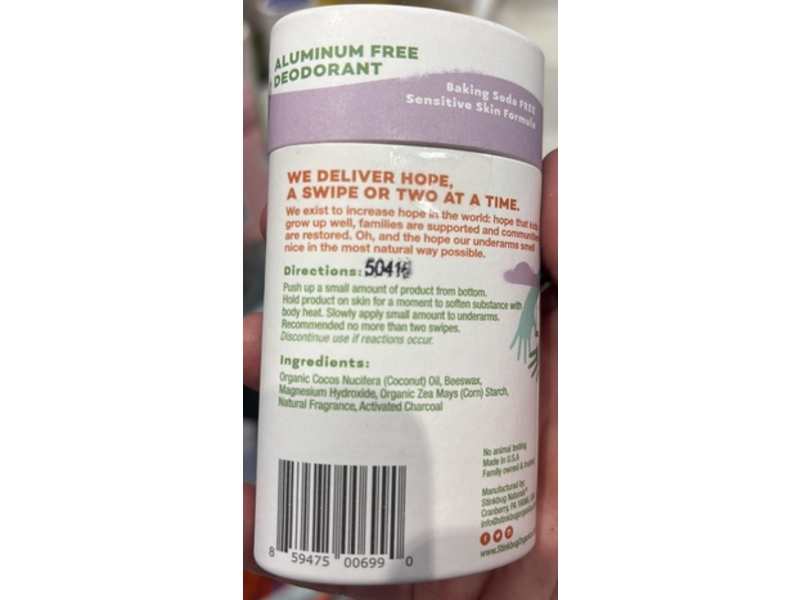 ALUMINUM FREE
DEODORANT
Baking Soda FREE
Sensitive Skin Formula
WE DELIVER HOPE,
A SWIPE OR TWO AT A TIME.
We exist to increase hope in the world: hope that kids
grow up well, families are supported and communities
are restored. Oh, and the hope our underarms smell
nice in the most natural way possible.
Directions:
Push up a small amount of product from bottom.
Hold product on skin for a moment to soften substance with
body heat. Slowly apply small amount to underarms.
Recommended no more than two swipes.
Discontinue use if reactions occur.
Ingredients:
Organic Cocos Nucifera (Coconut) Oil, Beeswax,
Magnesium Hydroxide, Organic Zea Mays (Corn) Starch,
Natural Fragrance, Activated Charcoal
No animal testing
Made in U.S.A
Family owned &
Manufactured by:
Stinkbug Naturals
Cranberry, PA
8 59475 00699 0